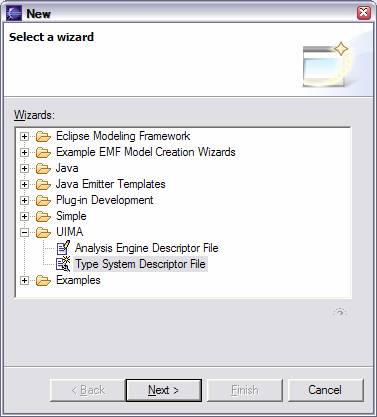 New
Select a wizard
Wizards:
Eclipse Modeling Framework
Example EMF Model Creation Wizards
Java
Java Emitter Templates
Plug-in Development
Simple
UIMA
Analysis Engine Descriptor File
Type System Descriptor File
Examples
< Back Next > Finish Cancel